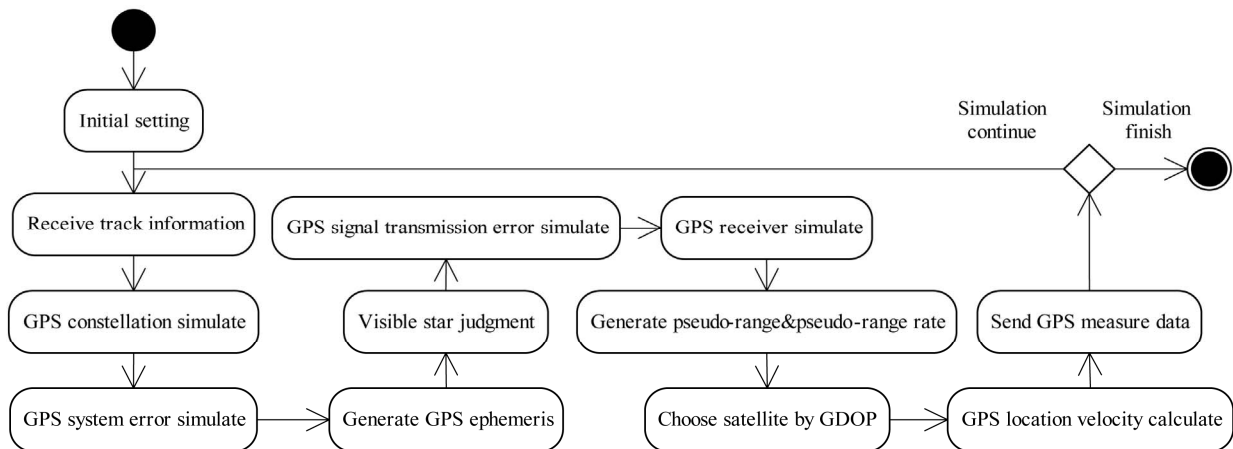 Initial setting
Receive track information
GPS constellation simulate
GPS system error simulate
Generate GPS ephemeris
Visible star judgment
GPS signal transmission error simulate
GPS receiver simulate
Generate pseudo-range&pseudo-range rate
Choose satellite by GDOP
GPS location velocity calculate
Send GPS measure data
Simulation
continue
Simulation
finish